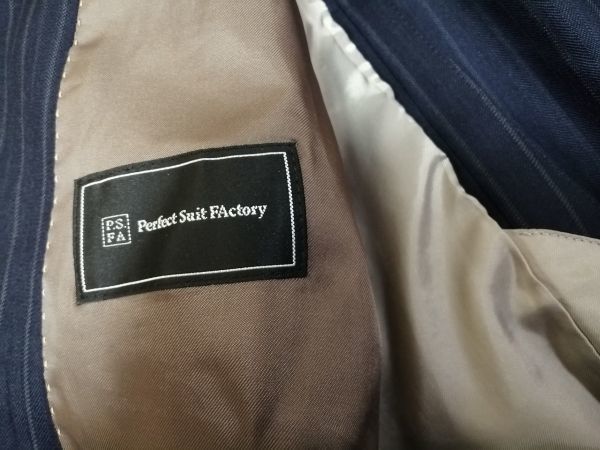 P.S.
FA
Perfect Suit FActory